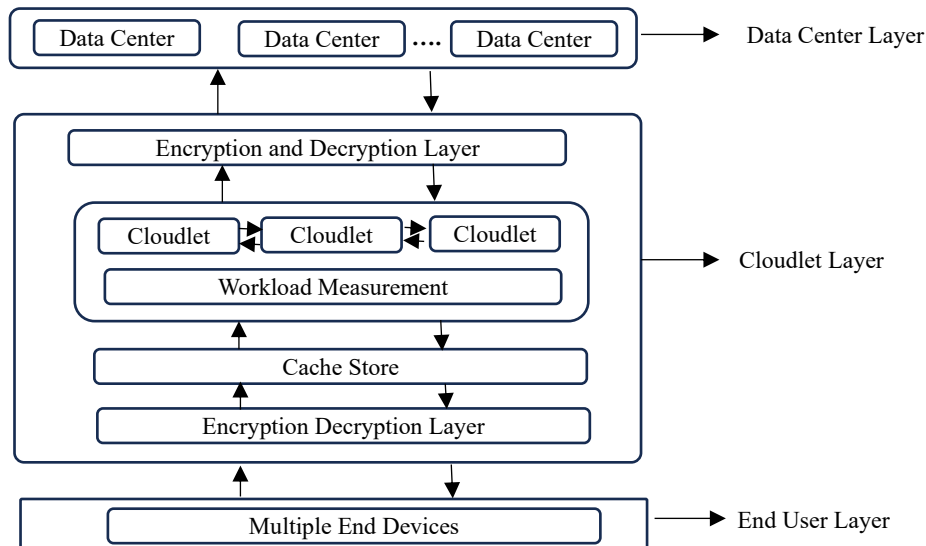 Data Center Data Center .... Data Center Data Center Layer
Encryption and Decryption Layer
Cloudlet Cloudlet Cloudlet
Cloudlet Layer
Workload Measurement
Cache Store
Encryption Decryption Layer
Multiple End Devices End User Layer